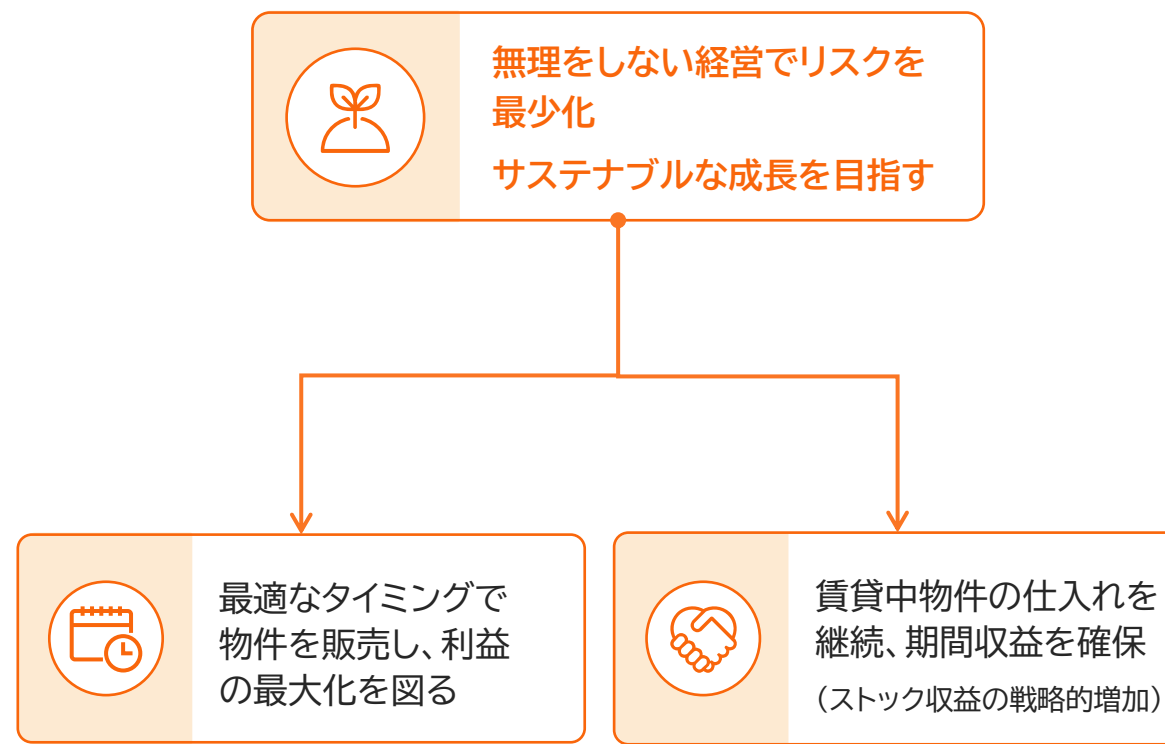 無理をしない経営でリスクを
最少化
サステナブルな成長を目指す
最適なタイミングで
物件を販売し、利益
の最大化を図る
賃貸中物件の仕入れを
継続、期間収益を確保
（ストック収益の戦略的増加）